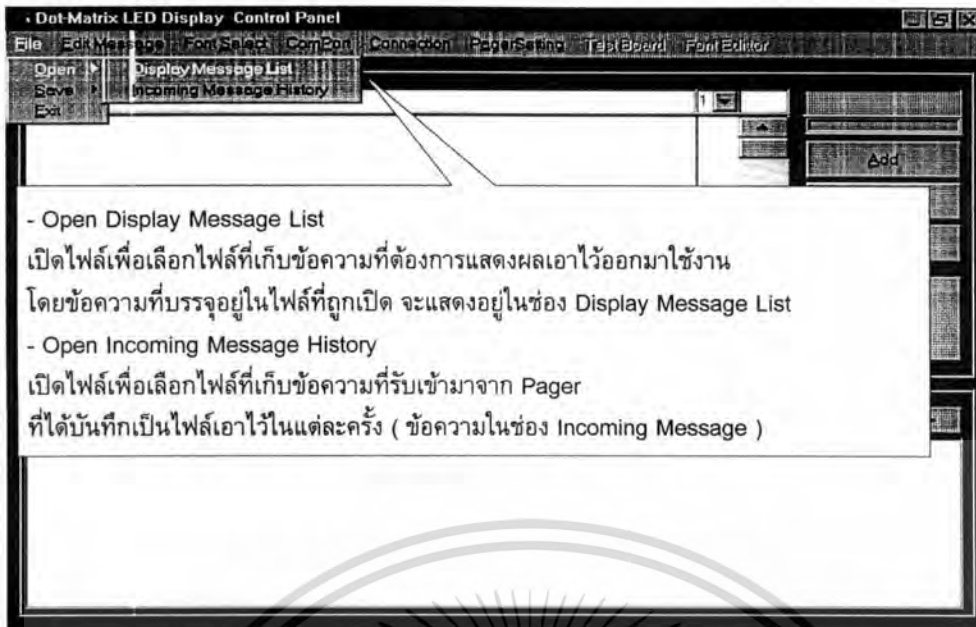 Dot-Matrix LED Display Control Panel
File Edit Message Font Select ComPort Connection PagerSetting Test Board Font Editor
Open Display Message List
Save Incoming Message History
Exit
1
Add
- Open Display Message List
เปิดไฟล์เพื่อเลือกไฟล์ที่เก็บข้อความที่ต้องการแสดงผลเอาไว้ออกมาใช้งาน
โดยข้อความที่บรรจุอยู่ในไฟล์ที่ถูกเปิด จะแสดงอยู่ในช่อง Display Message List
- Open Incoming Message History
เปิดไฟล์เพื่อเลือกไฟล์ที่เก็บข้อความที่รับเข้ามาจาก Pager
ที่ได้บันทึกเป็นไฟล์เอาไว้ในแต่ละครั้ง ( ข้อความในช่อง Incoming Message )